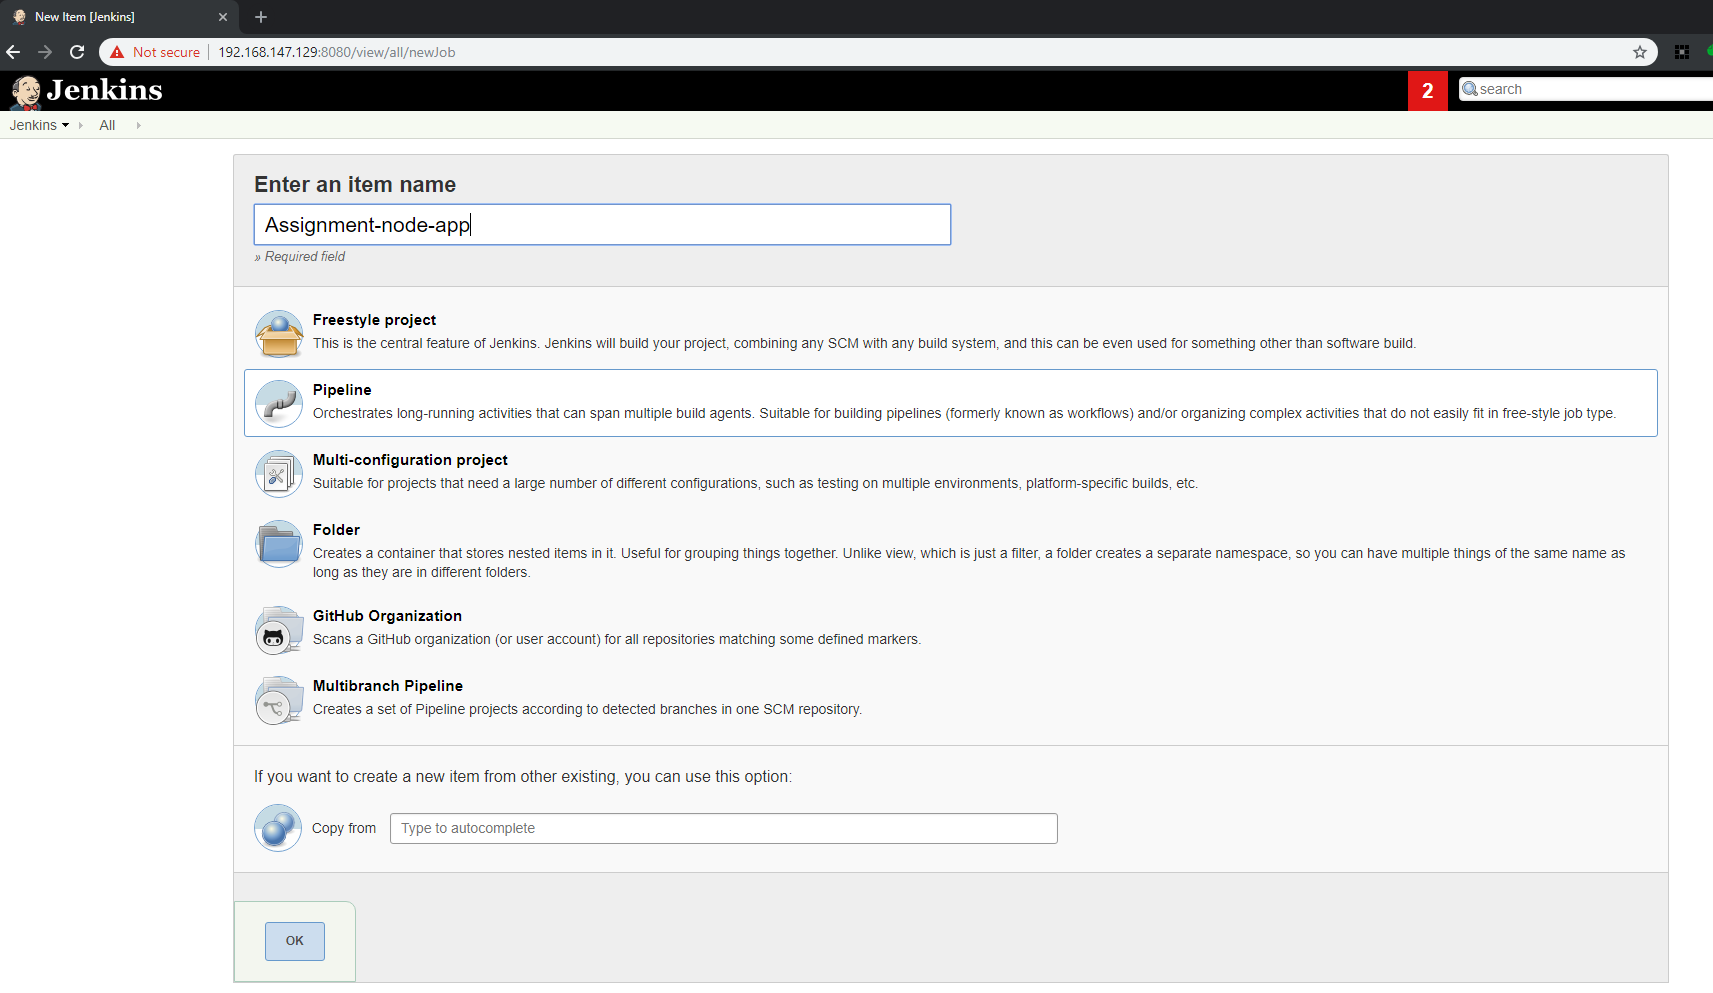 New Item [Jenkins]
Not secure
192.168.147.129:8080/view/all/newJob
Jenkins
2
search
Jenkins
All
Enter an item name
Assignment-node-app
» Required field
Freestyle project
This is the central feature of Jenkins. Jenkins will build your project, combining any SCM with any build system, and this can be even used for something other than software build.
Pipeline
Orchestrates long-running activities that can span multiple build agents. Suitable for building pipelines (formerly known as workflows) and/or organizing complex activities that do not easily fit in free-style job type.
Multi-configuration project
Suitable for projects that need a large number of different configurations, such as testing on multiple environments, platform-specific builds, etc.
Folder
Creates a container that stores nested items in it. Useful for grouping things together. Unlike view, which is just a filter, a folder creates a separate namespace, so you can have multiple things of the same name as
long as they are in different folders.
GitHub Organization
Scans a GitHub organization (or user account) for all repositories matching some defined markers.
Multibranch Pipeline
Creates a set of Pipeline projects according to detected branches in one SCM repository.
If you want to create a new item from other existing, you can use this option:
Copy from
Type to autocomplete
OK